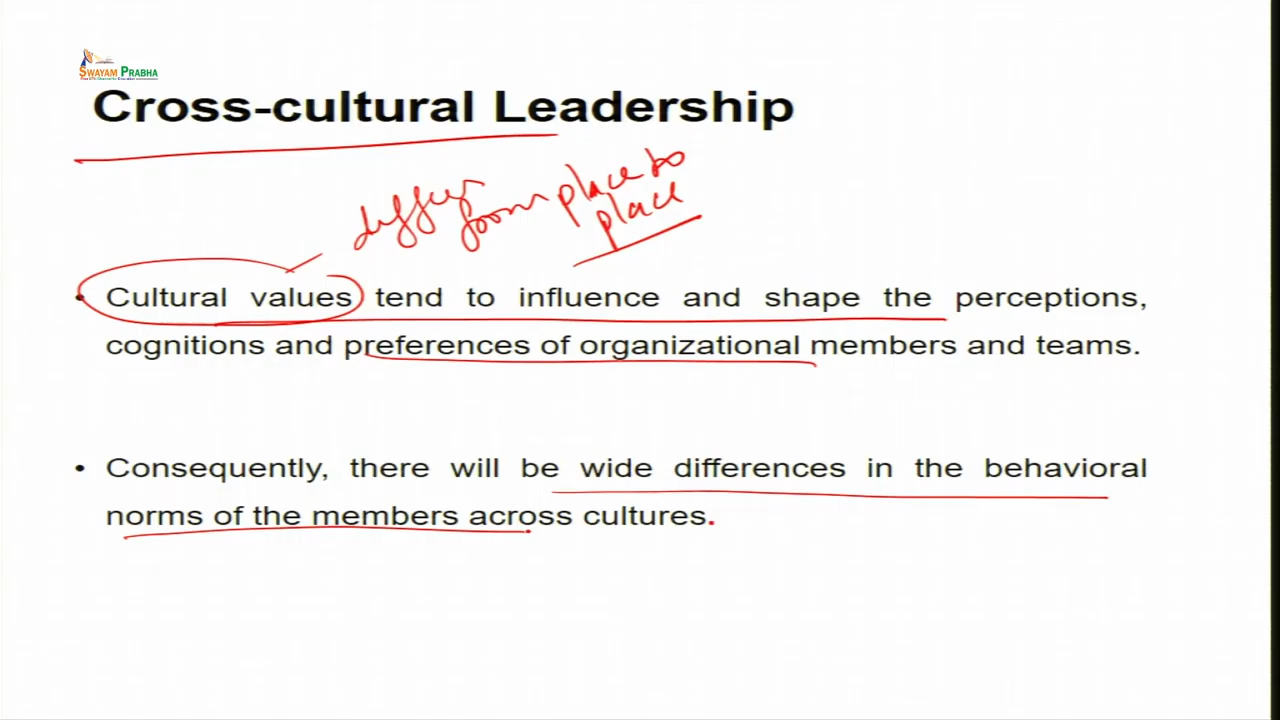 SWAYAM PRABHA
Cross-cultural Leadership
differ from place to
place
• Cultural values tend to influence and shape the perceptions,
cognitions and preferences of organizational members and teams.
• Consequently, there will be wide differences in the behavioral
norms of the members across cultures.